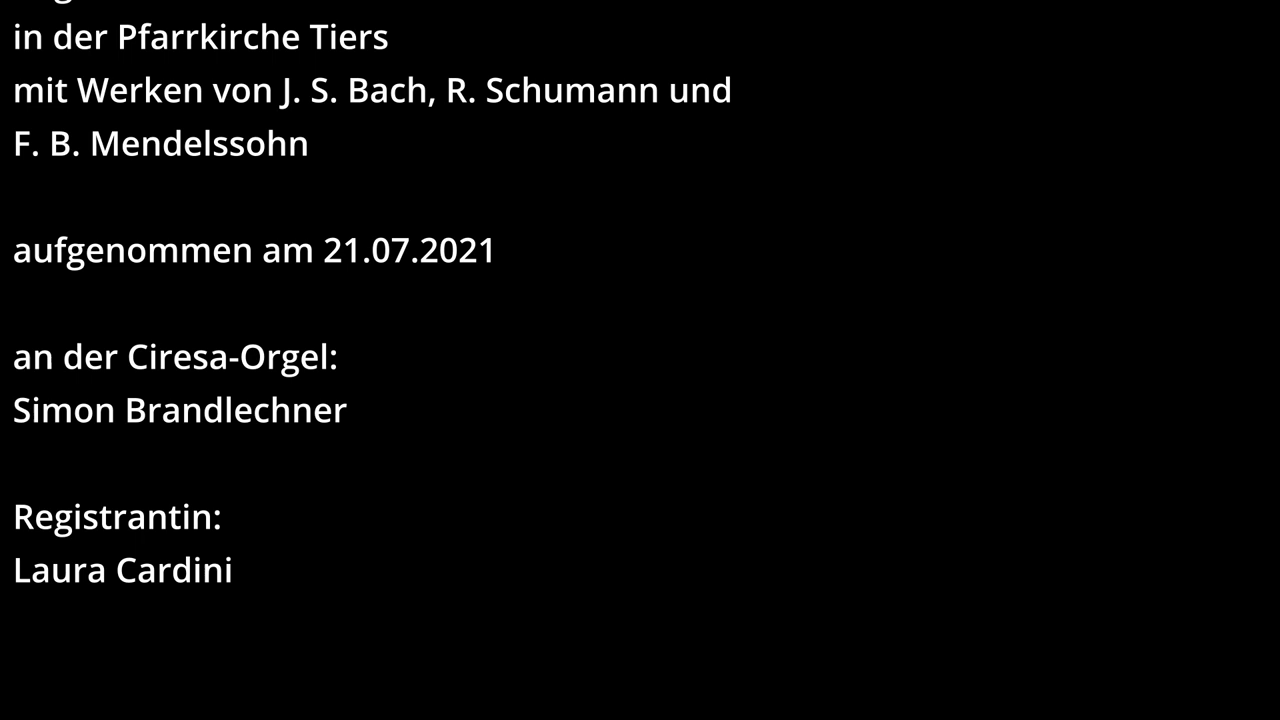 in der Pfarrkirche Tiers
mit Werken von J. S. Bach, R. Schumann und
F. B. Mendelssohn
aufgenommen am 21.07.2021
an der Ciresa-Orgel:
Simon Brandlechner
Registrantin:
Laura Cardini